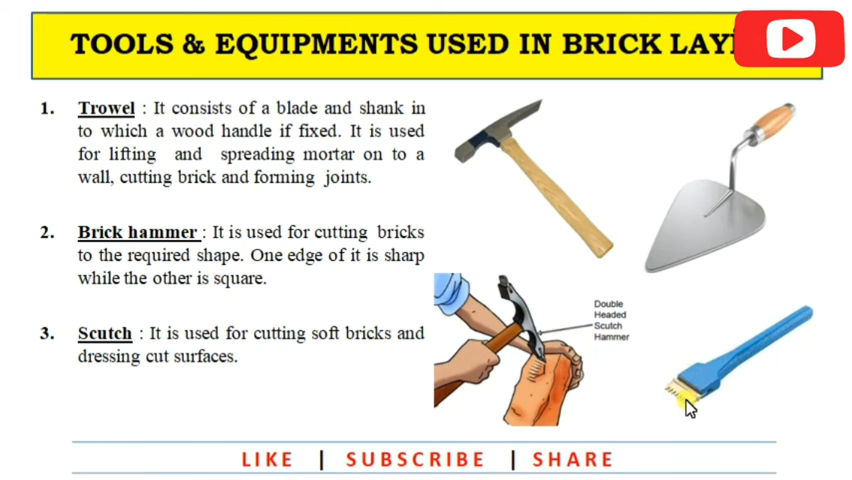 TOOLS & EQUIPMENTS USED IN BRICK
1. Trowel : It consists of a blade and shank in
to which a wood handle if fixed. It is used
for lifting and spreading mortar on to a
wall, cutting brick and forming joints.
2. Brick hammer : It is used for cutting bricks
to the required shape. One edge of it is sharp
while the other is square.
3. Scutch : It is used for cutting soft bricks and
dressing cut surfaces.
Double
Headed
Scutch
Hammer
LIKE | SUBSCRIBE | SHARE